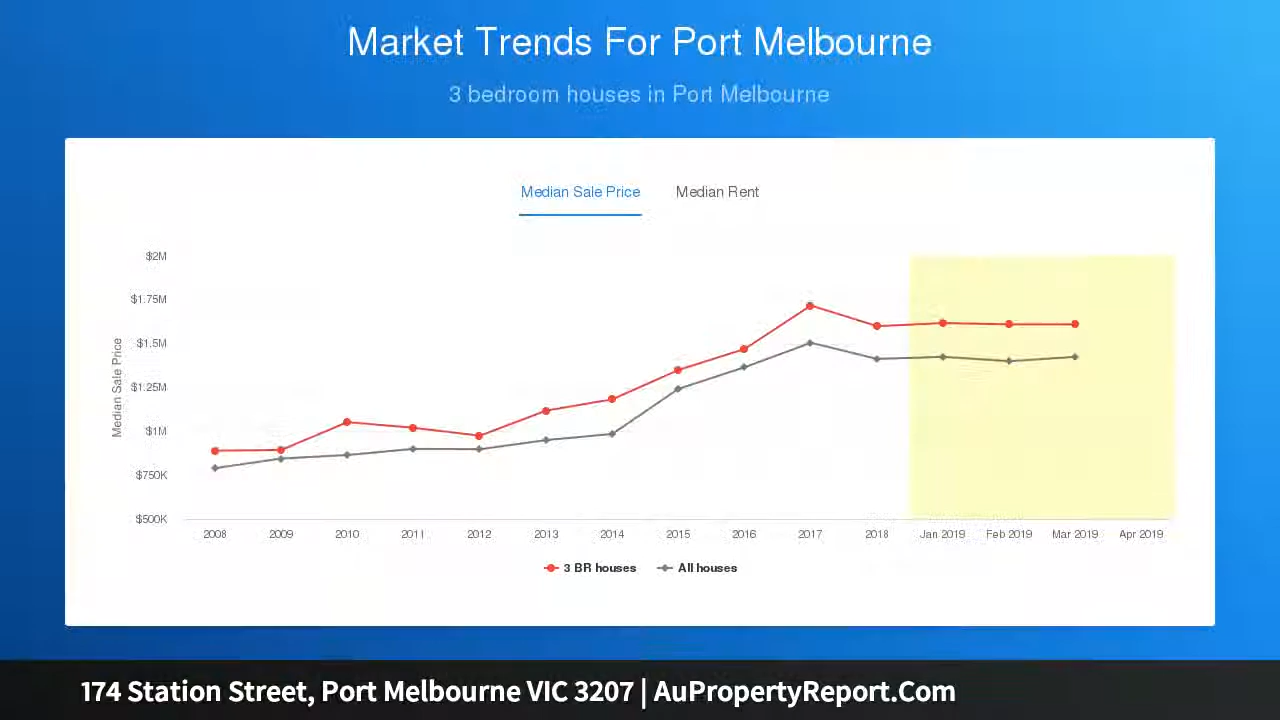 Market Trends For Port Melbourne
3 bedroom houses in Port Melbourne
Median Sale Price Median Rent
$2M
$1.75M
$1.5M
$1.25M
$1M
$750K
$500K
Median Sale Price
2008 2009 2010 2011 2012 2013 2014 2015 2016 2017 2018 Jan 2019 Feb 2019 Mar 2019 Apr 2019
3 BR houses All houses
174 Station Street, Port Melbourne VIC 3207 | AuPropertyReport.Com